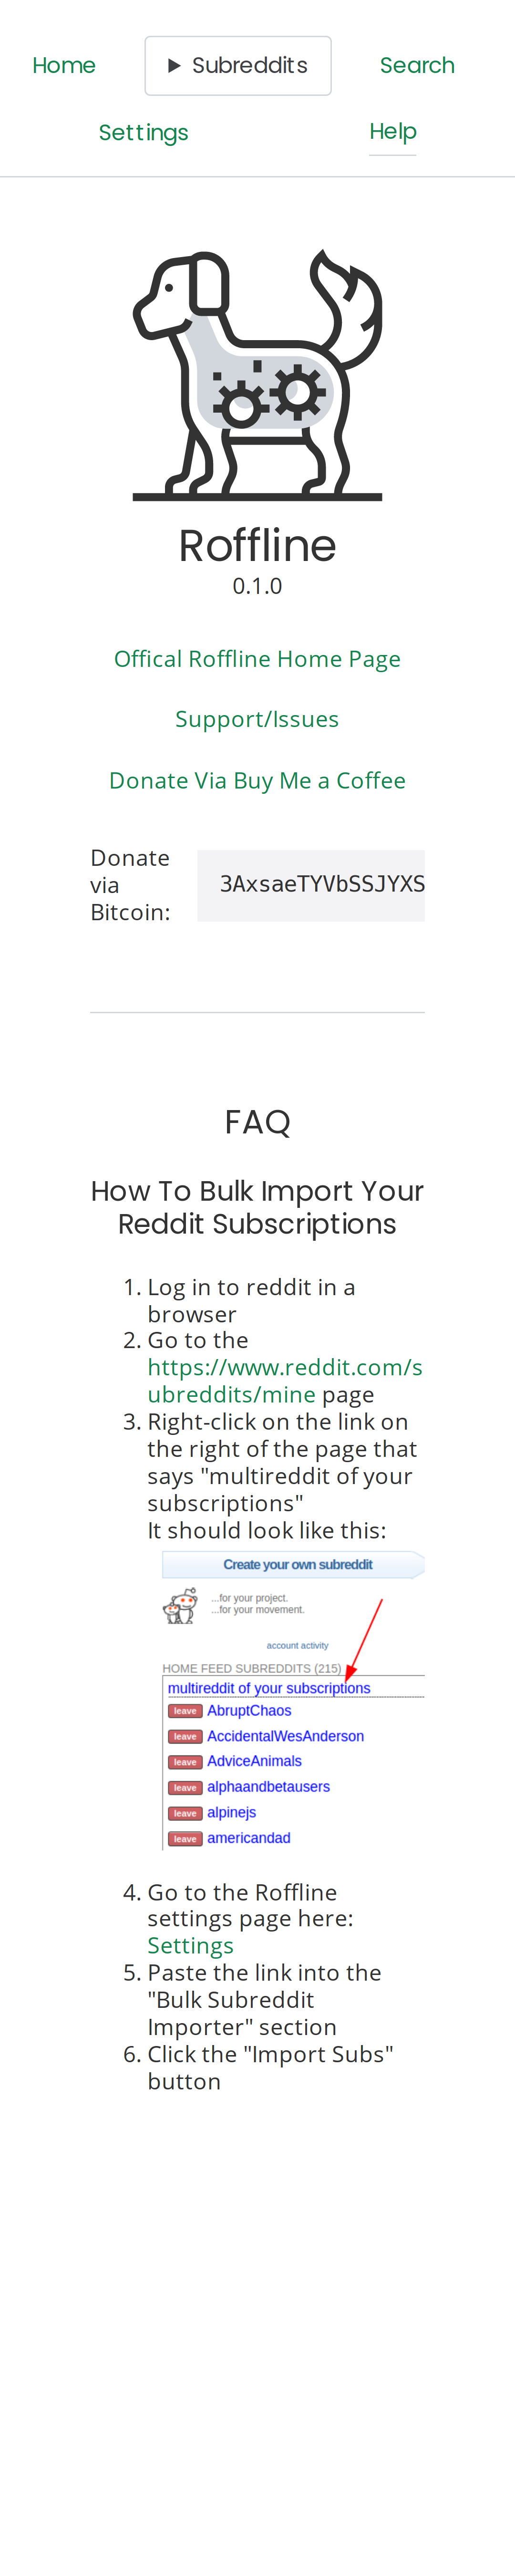 Home
Subreddits
Search
Settings
Help
Roffline
0.1.0
Offical Roffline Home Page
Support/Issues
Donate Via Buy Me a Coffee
Donate
via
Bitcoin:
3AxsaeTYVbSSJYXS
FAQ
How To Bulk Import Your
Reddit Subscriptions
1. Log in to reddit in a
browser
2. Go to the
https://www.reddit.com/s
ubreddits/mine page
3. Right-click on the link on
the right of the page that
says "multireddit of your
subscriptions"
It should look like this:
Create your own subreddit
...for your project.
...for your movement.
account activity
HOME FEED SUBREDDITS (215)
multireddit of your subscriptions
leave AbruptChaos
leave AccidentalWesAnderson
leave AdviceAnimals
leave alphaandbetausers
leave alpinejs
leave americandad
4. Go to the Roffline
settings page here:
Settings
5. Paste the link into the
"Bulk Subreddit
Importer" section
6. Click the "Import Subs"
button